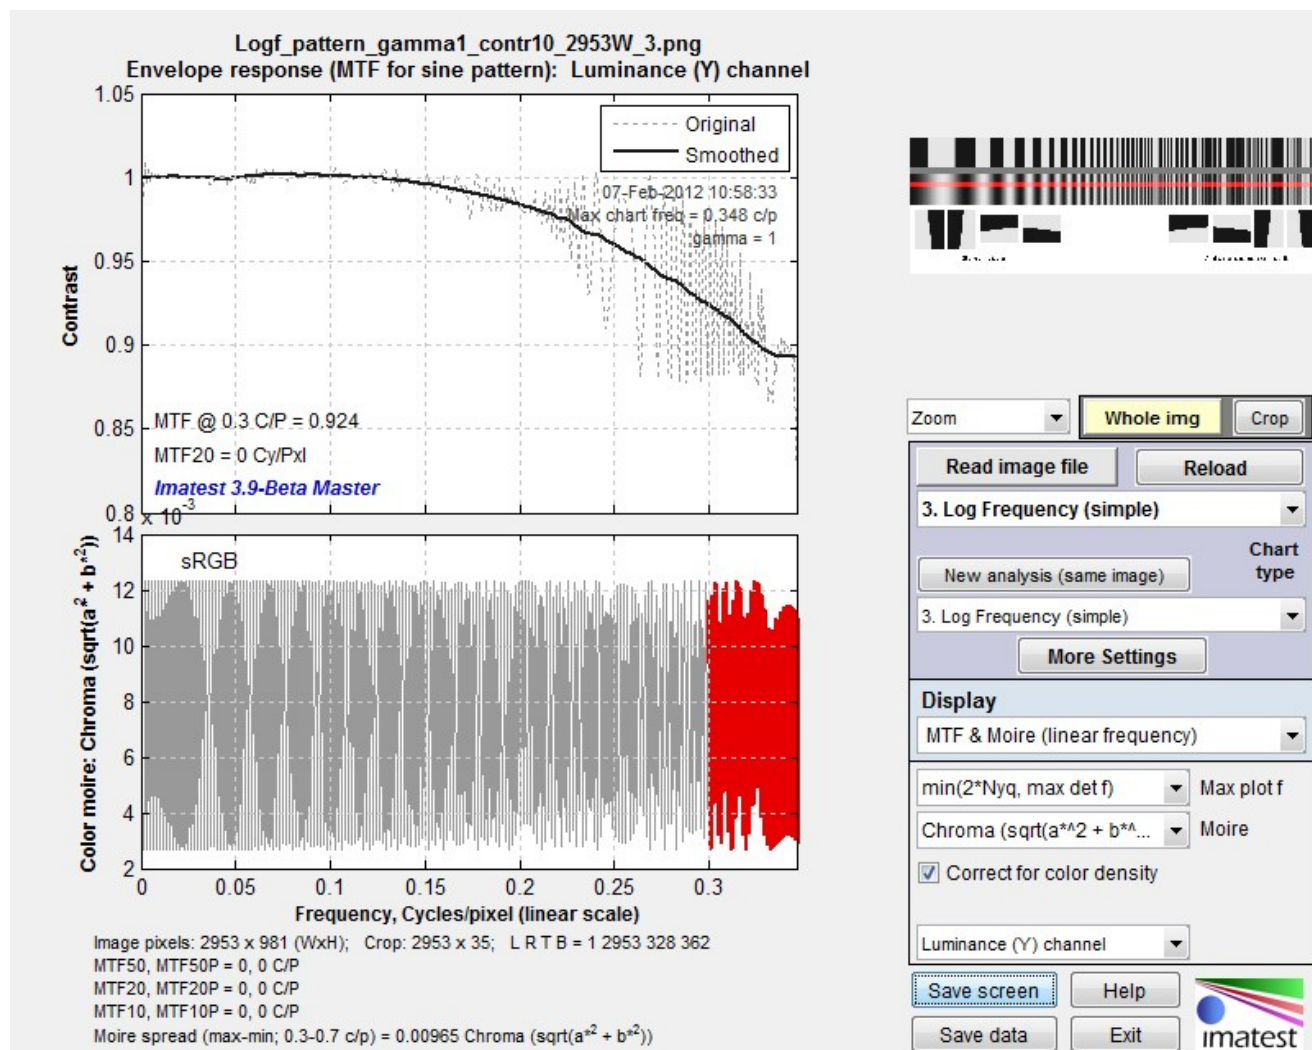 Logf_pattern_gamma1_contr10_2953W_3.png
Envelope response (MTF for sine pattern):  Luminance (Y) channel
1.05
1
0.95
0.9
0.85
0.8
Contrast
Original
Smoothed
07-Feb-2012 10:58:33
Max chart freq = 0.348 c/p
gamma = 1
MTF @ 0.3 C/P = 0.924
MTF20 = 0 Cy/Pxl
Imatest 3.9-Beta Master
x 10^-3
14
12
10
8
6
4
2
Color moire: Chroma (sqrt(a*^2 + b*^2))
sRGB
0 0.05 0.1 0.15 0.2 0.25 0.3
Frequency, Cycles/pixel (linear scale)
Image pixels: 2953 x 981 (WxH);  Crop: 2953 x 35;  L R T B = 1 2953 328 362
MTF50, MTF50P = 0, 0 C/P
MTF20, MTF20P = 0, 0 C/P
MTF10, MTF10P = 0, 0 C/P
Moire spread (max-min; 0.3-0.7 c/p) = 0.00965 Chroma (sqrt(a*^2 + b*^2))
Zoom
Whole img
Crop
Read image file
Reload
3. Log Frequency (simple)
Chart
type
New analysis (same image)
3. Log Frequency (simple)
More Settings
Display
MTF & Moire (linear frequency)
min(2*Nyq, max det f)
Max plot f
Chroma (sqrt(a*^2 + b*^...
Moire
Correct for color density
Luminance (Y) channel
Save screen
Help
Save data
Exit
imatest